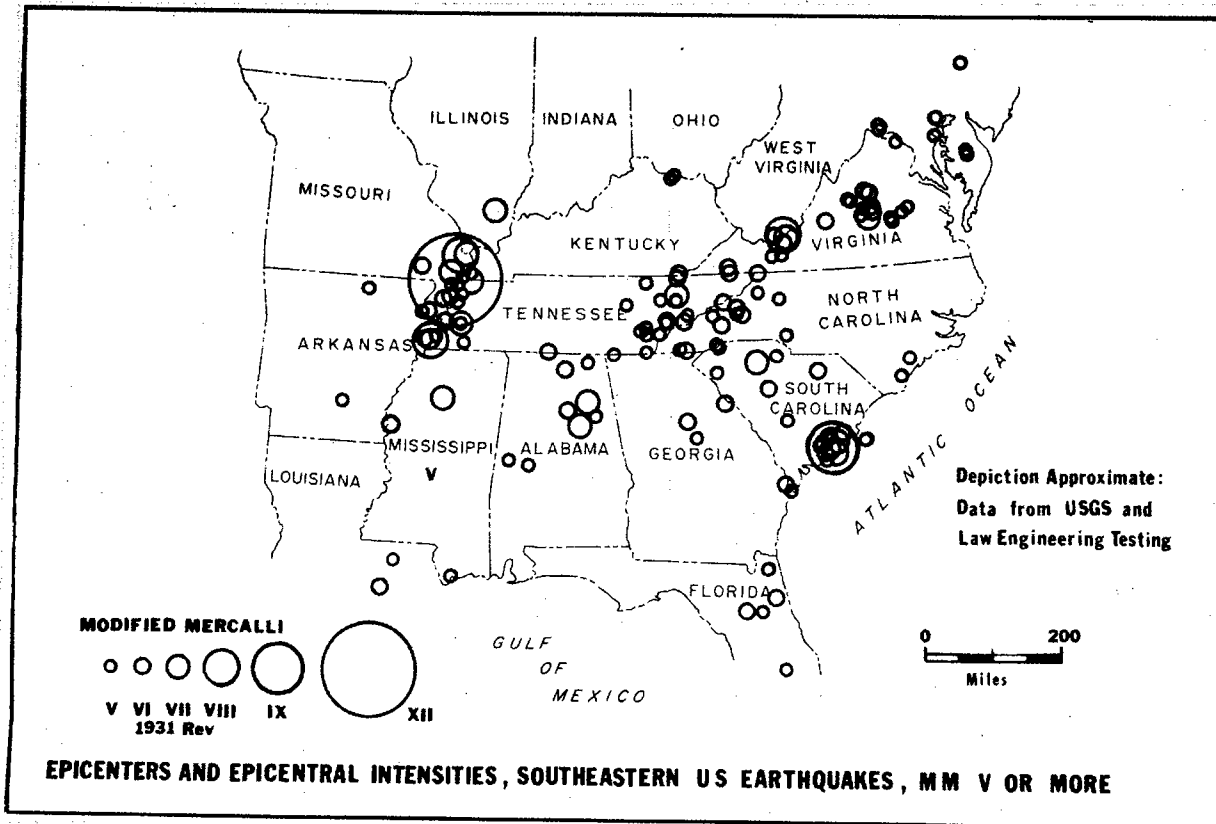 ILLINOIS
INDIANA
OHIO
WEST
VIRGINIA
MISSOURI
KENTUCKY
VIRGINIA
TENNESSEE
NORTH
CAROLINA
ARKANSAS
SOUTH
CAROLINA
MISSISSIPPI
V
ALABAMA
GEORGIA
LOUISIANA
ATLANTIC OCEAN
Depiction Approximate:
Data from USGS and
Law Engineering Testing
FLORIDA
MODIFIED MERCALLI
V VI VII VIII IX XII
1931 Rev
GULF
OF
MEXICO
0 200
Miles
EPICENTERS AND EPICENTRAL INTENSITIES, SOUTHEASTERN US EARTHQUAKES, MM V OR MORE